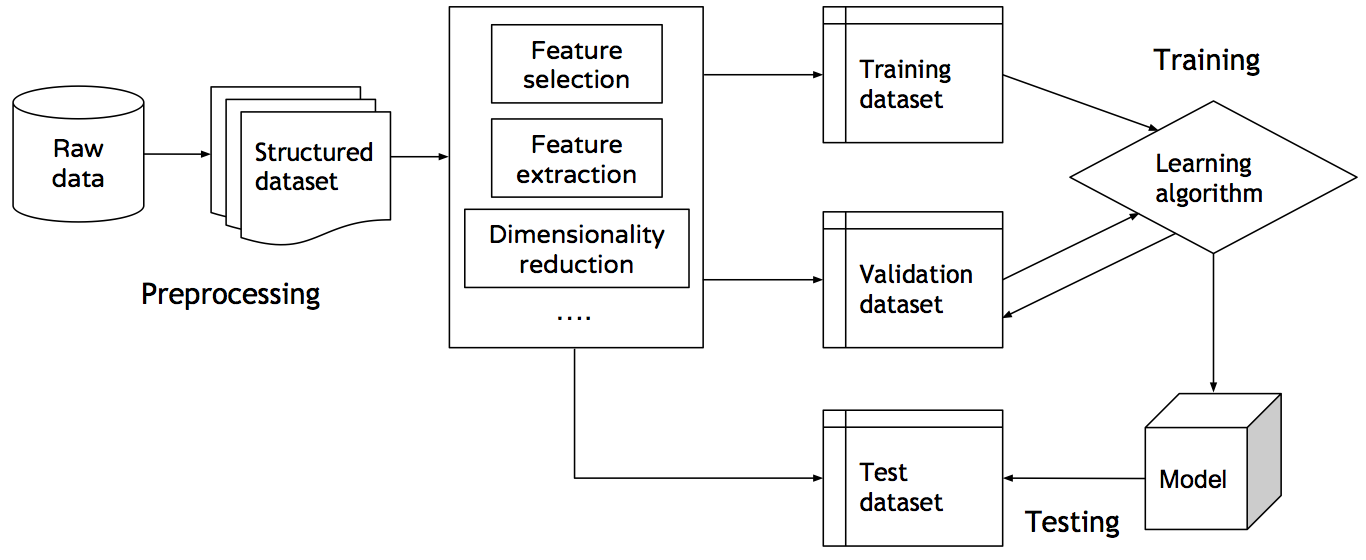 Raw
data
Structured
dataset
Preprocessing
Feature
selection
Feature
extraction
Dimensionality
reduction
....
Training
dataset
Validation
dataset
Test
dataset
Training
Learning
algorithm
Model
Testing